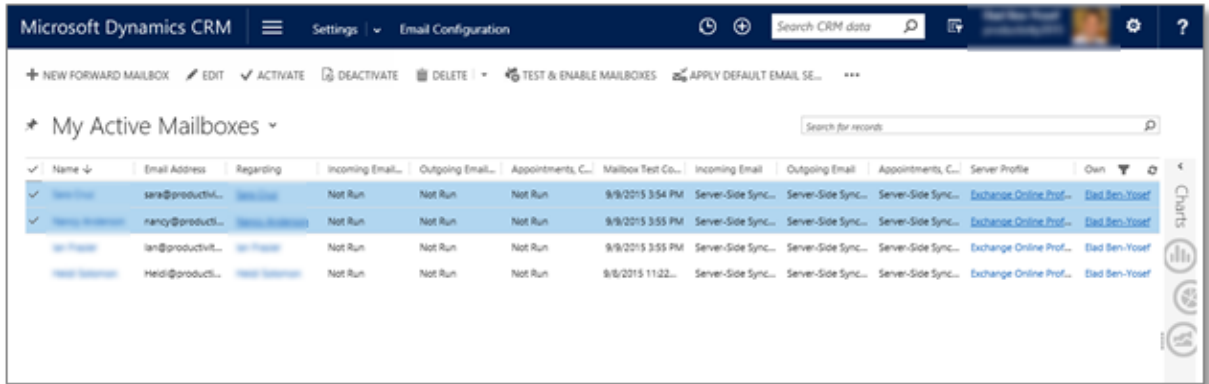 Microsoft Dynamics CRM Settings Email Configuration Search CRM data ?
NEW FORWARD MAILBOX EDIT ACTIVATE DEACTIVATE DELETE TEST & ENABLE MAILBOXES APPLY DEFAULT EMAIL SE... •••
My Active Mailboxes Search for records
Name Email Address Regarding Incoming Email... Outgoing Email... Appointments, C... Mailbox Test Co... Incoming Email Outgoing Email Appointments, C... Server Profile Own
sara@productivi... Not Run Not Run Not Run 9/9/2015 3:54 PM Server-Side Sync... Server-Side Sync... Server-Side Sync... Exchange Online Prof... Elad Ben-Yosef
nancy@producti... Not Run Not Run Not Run 9/9/2015 3:55 PM Server-Side Sync... Server-Side Sync... Server-Side Sync... Exchange Online Prof... Elad Ben-Yosef
Ian@productivit... Not Run Not Run Not Run 9/9/2015 3:55 PM Server-Side Sync... Server-Side Sync... Server-Side Sync... Exchange Online Prof... Elad Ben-Yosef
Heidi@producti... Not Run Not Run Not Run Server-Side Sync... Server-Side Sync... Server-Side Sync... Exchange Online Prof... Elad Ben-Yosef
Charts